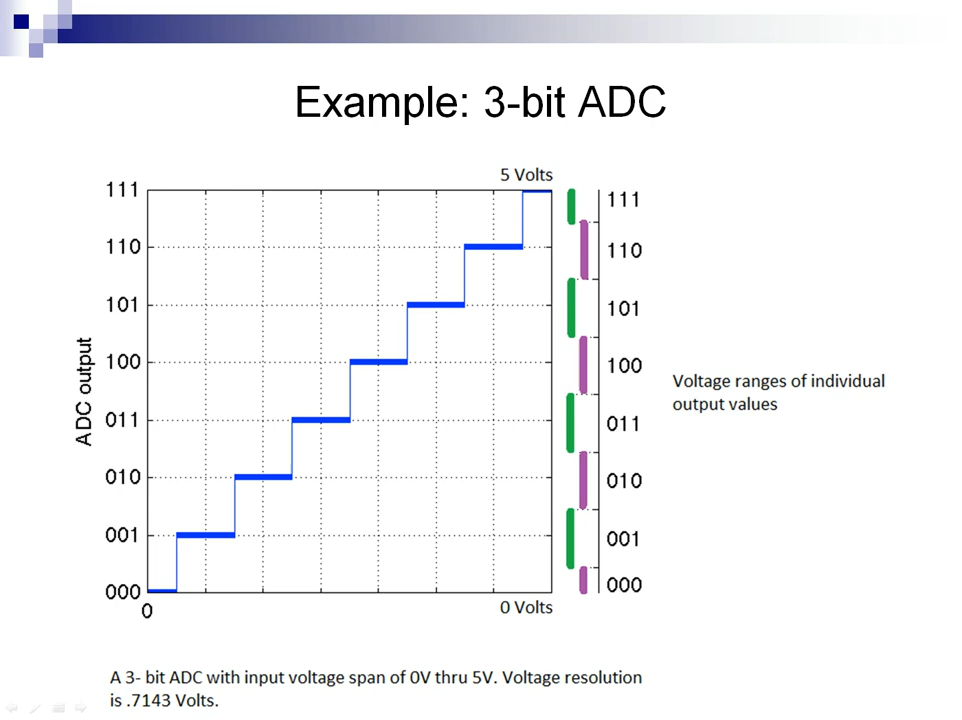 Example: 3-bit ADC
5 Volts
111
110
101
100
011
010
001
000
ADC output
0
0 Volts
111
110
101
100
011
010
001
000
Voltage ranges of individual
output values
A 3- bit ADC with input voltage span of 0V thru 5V. Voltage resolution
is .7143 Volts.